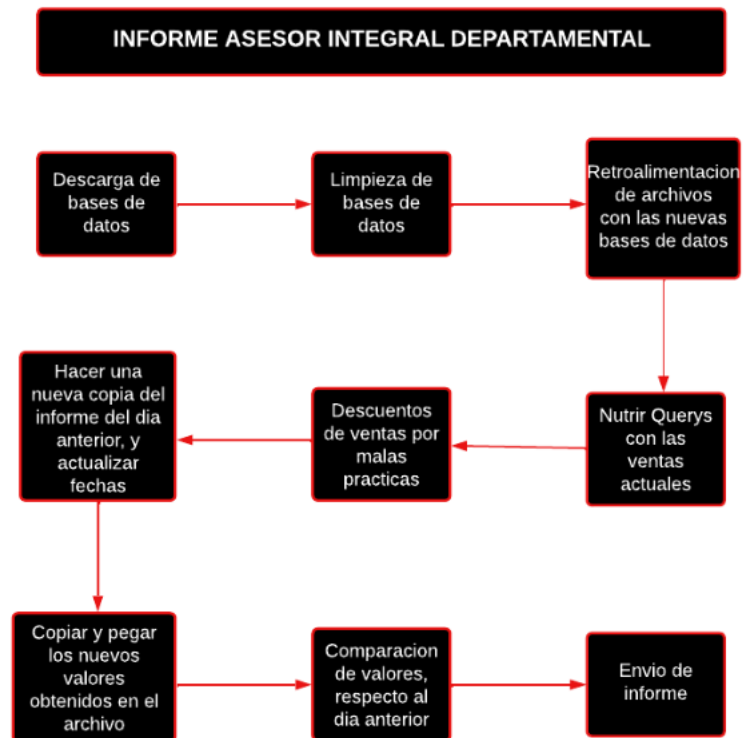 INFORME ASESOR INTEGRAL DEPARTAMENTAL
Descarga de
bases de
datos
Limpieza de
bases de
datos
Retroalimentacion
de archivos
con las nuevas
bases de datos
Nutrir Querys
con las
ventas
actuales
Descuentos
de ventas por
malas
practicas
Hacer una
nueva copia del
informe del dia
anterior, y
actualizar
fechas
Copiar y pegar
los nuevos
valores
obtenidos en el
archivo
Comparacion
de valores,
respecto al
dia anterior
Envio de
informe